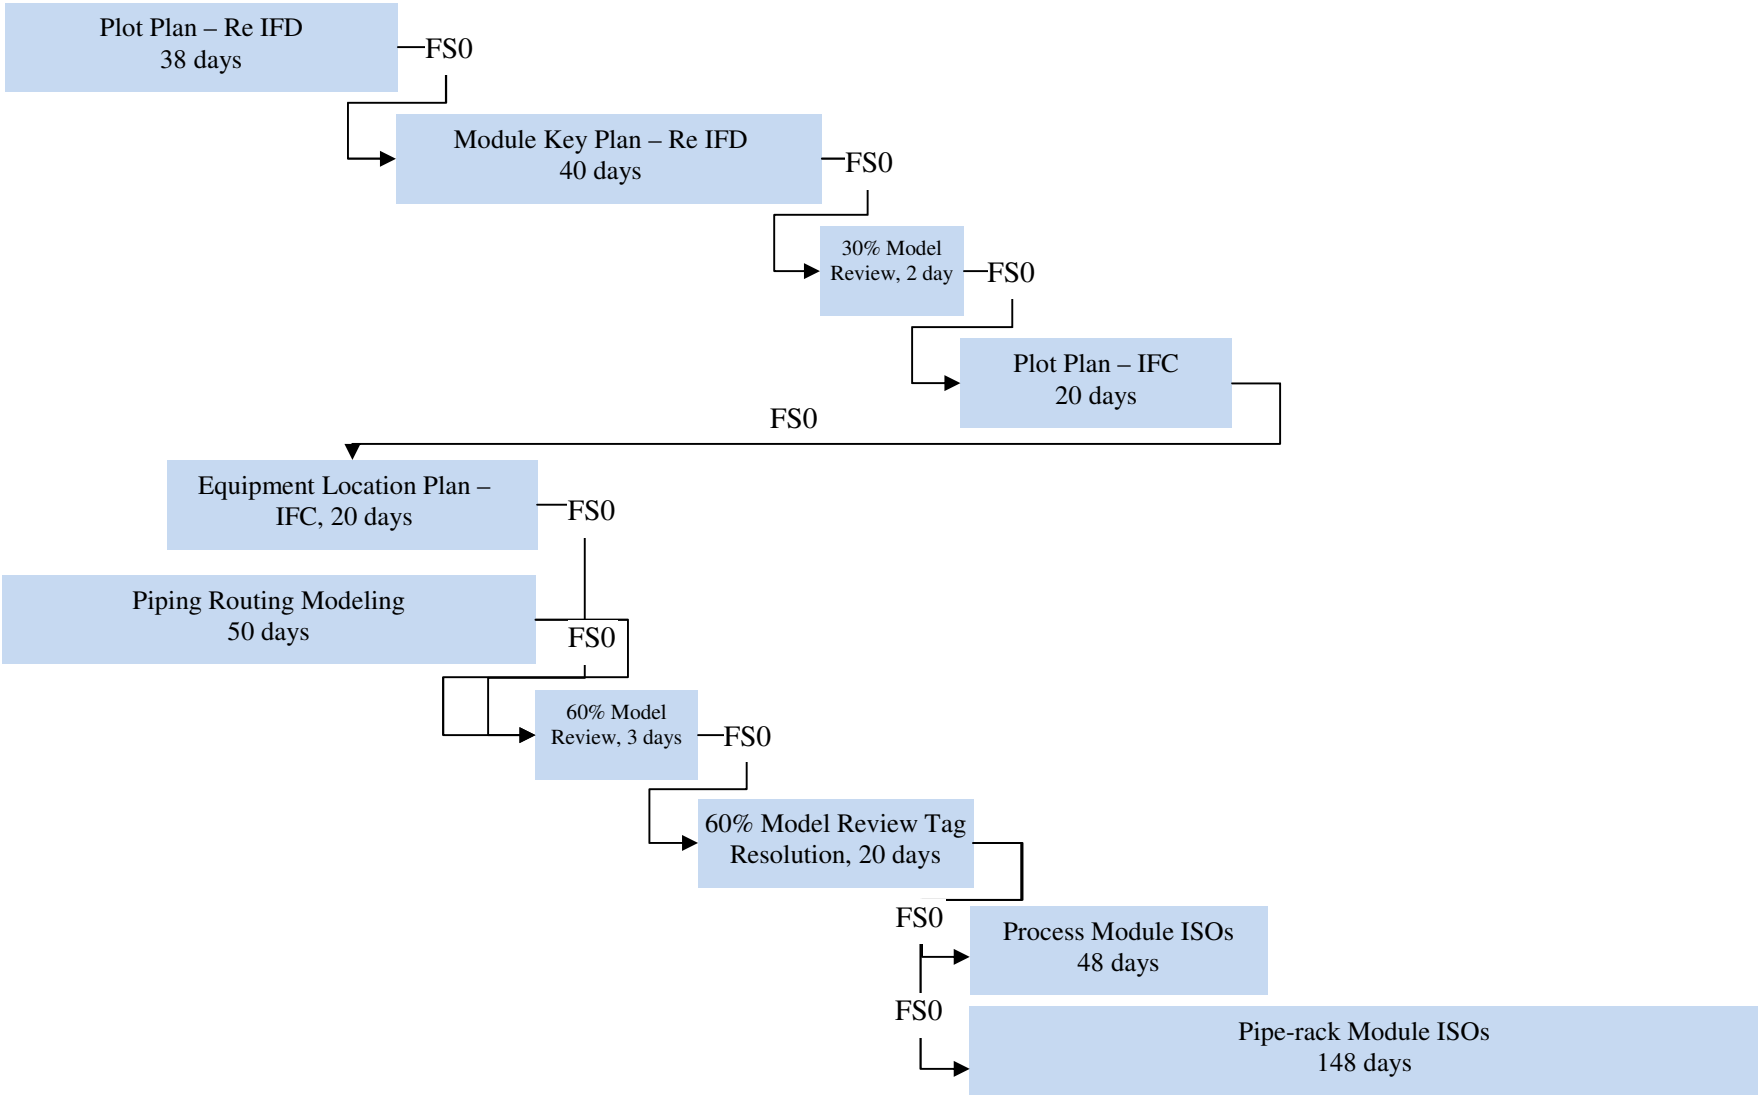 Plot Plan – Re IFD
38 days
FS0
Module Key Plan – Re IFD
40 days
FS0
30% Model
Review, 2 day
FS0
Plot Plan – IFC
20 days
FS0
Equipment Location Plan –
IFC, 20 days
FS0
Piping Routing Modeling
50 days
FS0
60% Model
Review, 3 days
FS0
60% Model Review Tag
Resolution, 20 days
FS0
Process Module ISOs
48 days
FS0
Pipe-rack Module ISOs
148 days